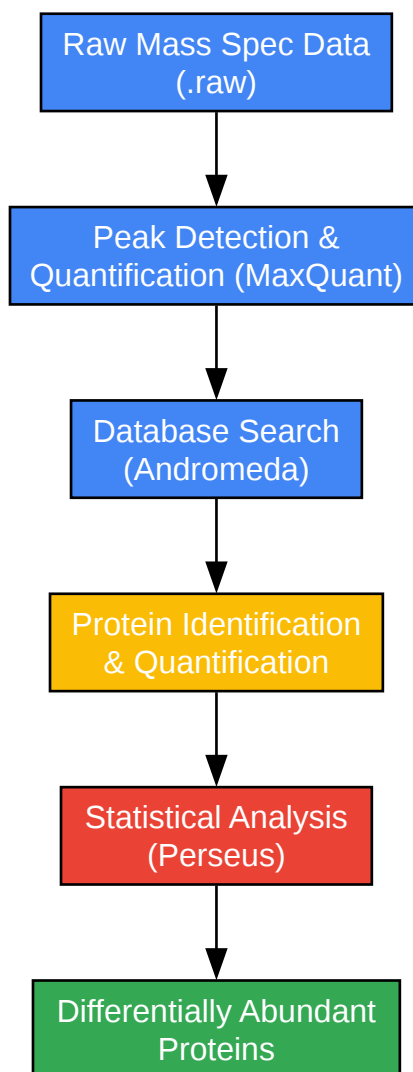 Raw Mass Spec Data
(.raw)
Peak Detection &
Quantification (MaxQuant)
Database Search
(Andromeda)
Protein Identification
& Quantification
Statistical Analysis
(Perseus)
Differentially Abundant
Proteins